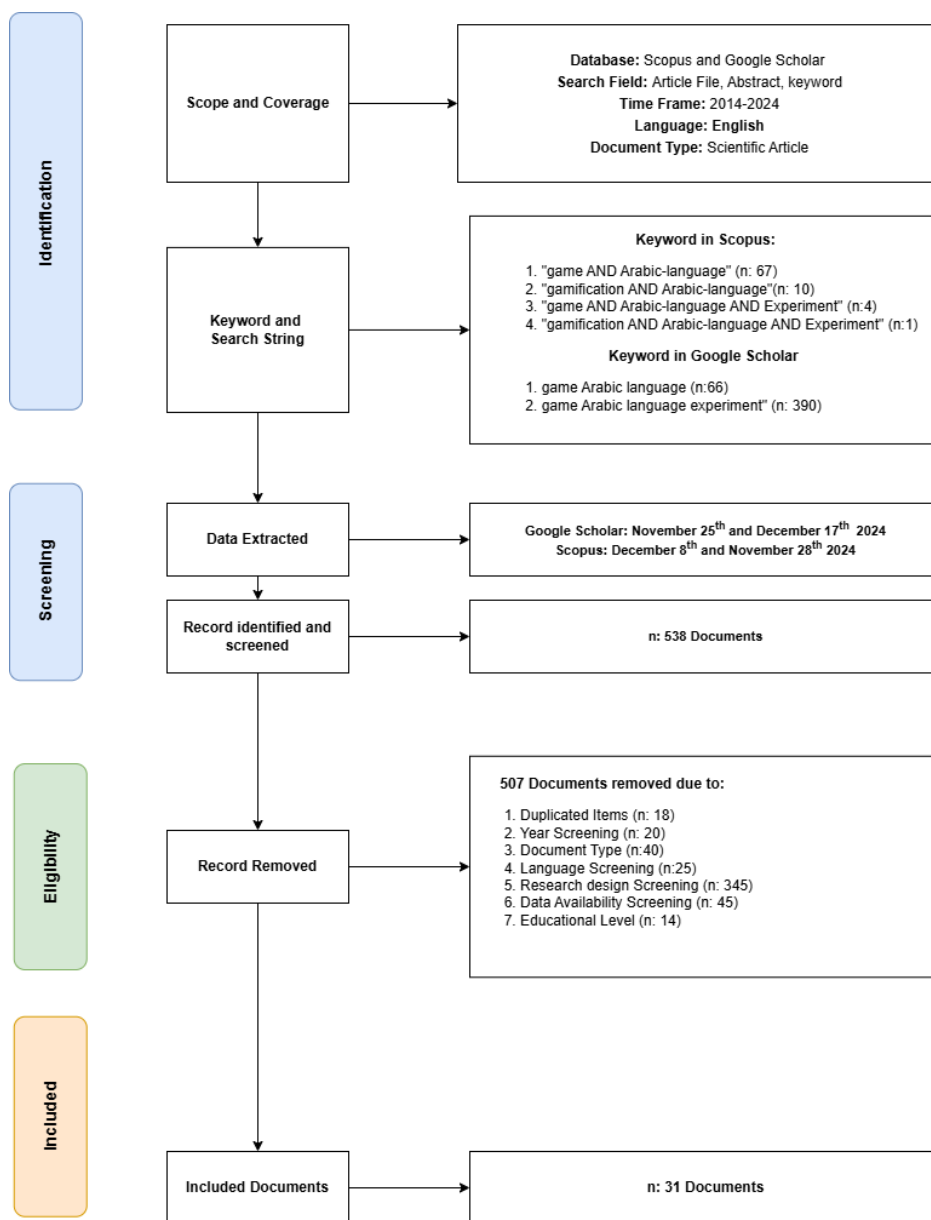 Identification
Scope and Coverage
Database: Scopus and Google Scholar
Search Field: Article File, Abstract, keyword
Time Frame: 2014-2024
Language: English
Document Type: Scientific Article
Keyword and
Search String
Keyword in Scopus:
1. "game AND Arabic-language" (n: 67)
2. "gamification AND Arabic-language"(n: 10)
3. "game AND Arabic-language AND Experiment" (n:4)
4. "gamification AND Arabic-language AND Experiment" (n:1)
Keyword in Google Scholar
1. game Arabic language (n:66)
2. game Arabic language experiment" (n: 390)
Screening
Data Extracted
Google Scholar: November 25th and December 17th 2024
Scopus: December 8th and November 28th 2024
Record identified and
screened
n: 538 Documents
Eligibility
Record Removed
507 Documents removed due to:
1. Duplicated Items (n: 18)
2. Year Screening (n: 20)
3. Document Type (n:40)
4. Language Screening (n:25)
5. Research design Screening (n: 345)
6. Data Availability Screening (n: 45)
7. Educational Level (n: 14)
Included
Included Documents
n: 31 Documents